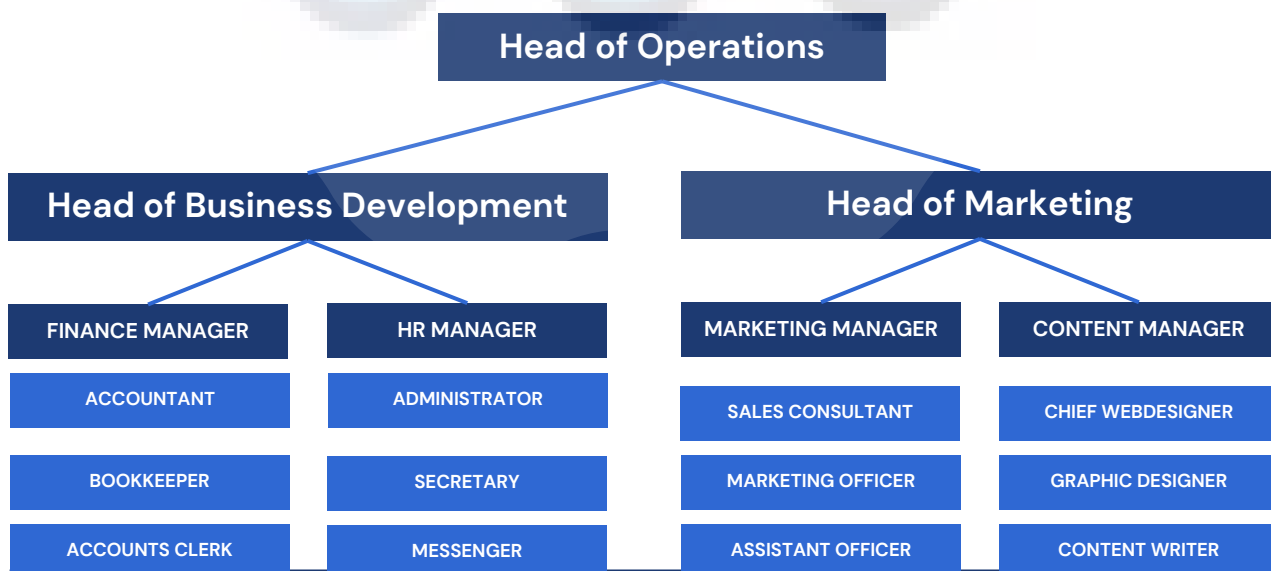 Head of Operations
Head of Business Development
Head of Marketing
FINANCE MANAGER
HR MANAGER
MARKETING MANAGER
CONTENT MANAGER
ACCOUNTANT
ADMINISTRATOR
SALES CONSULTANT
CHIEF WEBDESIGNER
BOOKKEEPER
SECRETARY
MARKETING OFFICER
GRAPHIC DESIGNER
ACCOUNTS CLERK
MESSENGER
ASSISTANT OFFICER
CONTENT WRITER